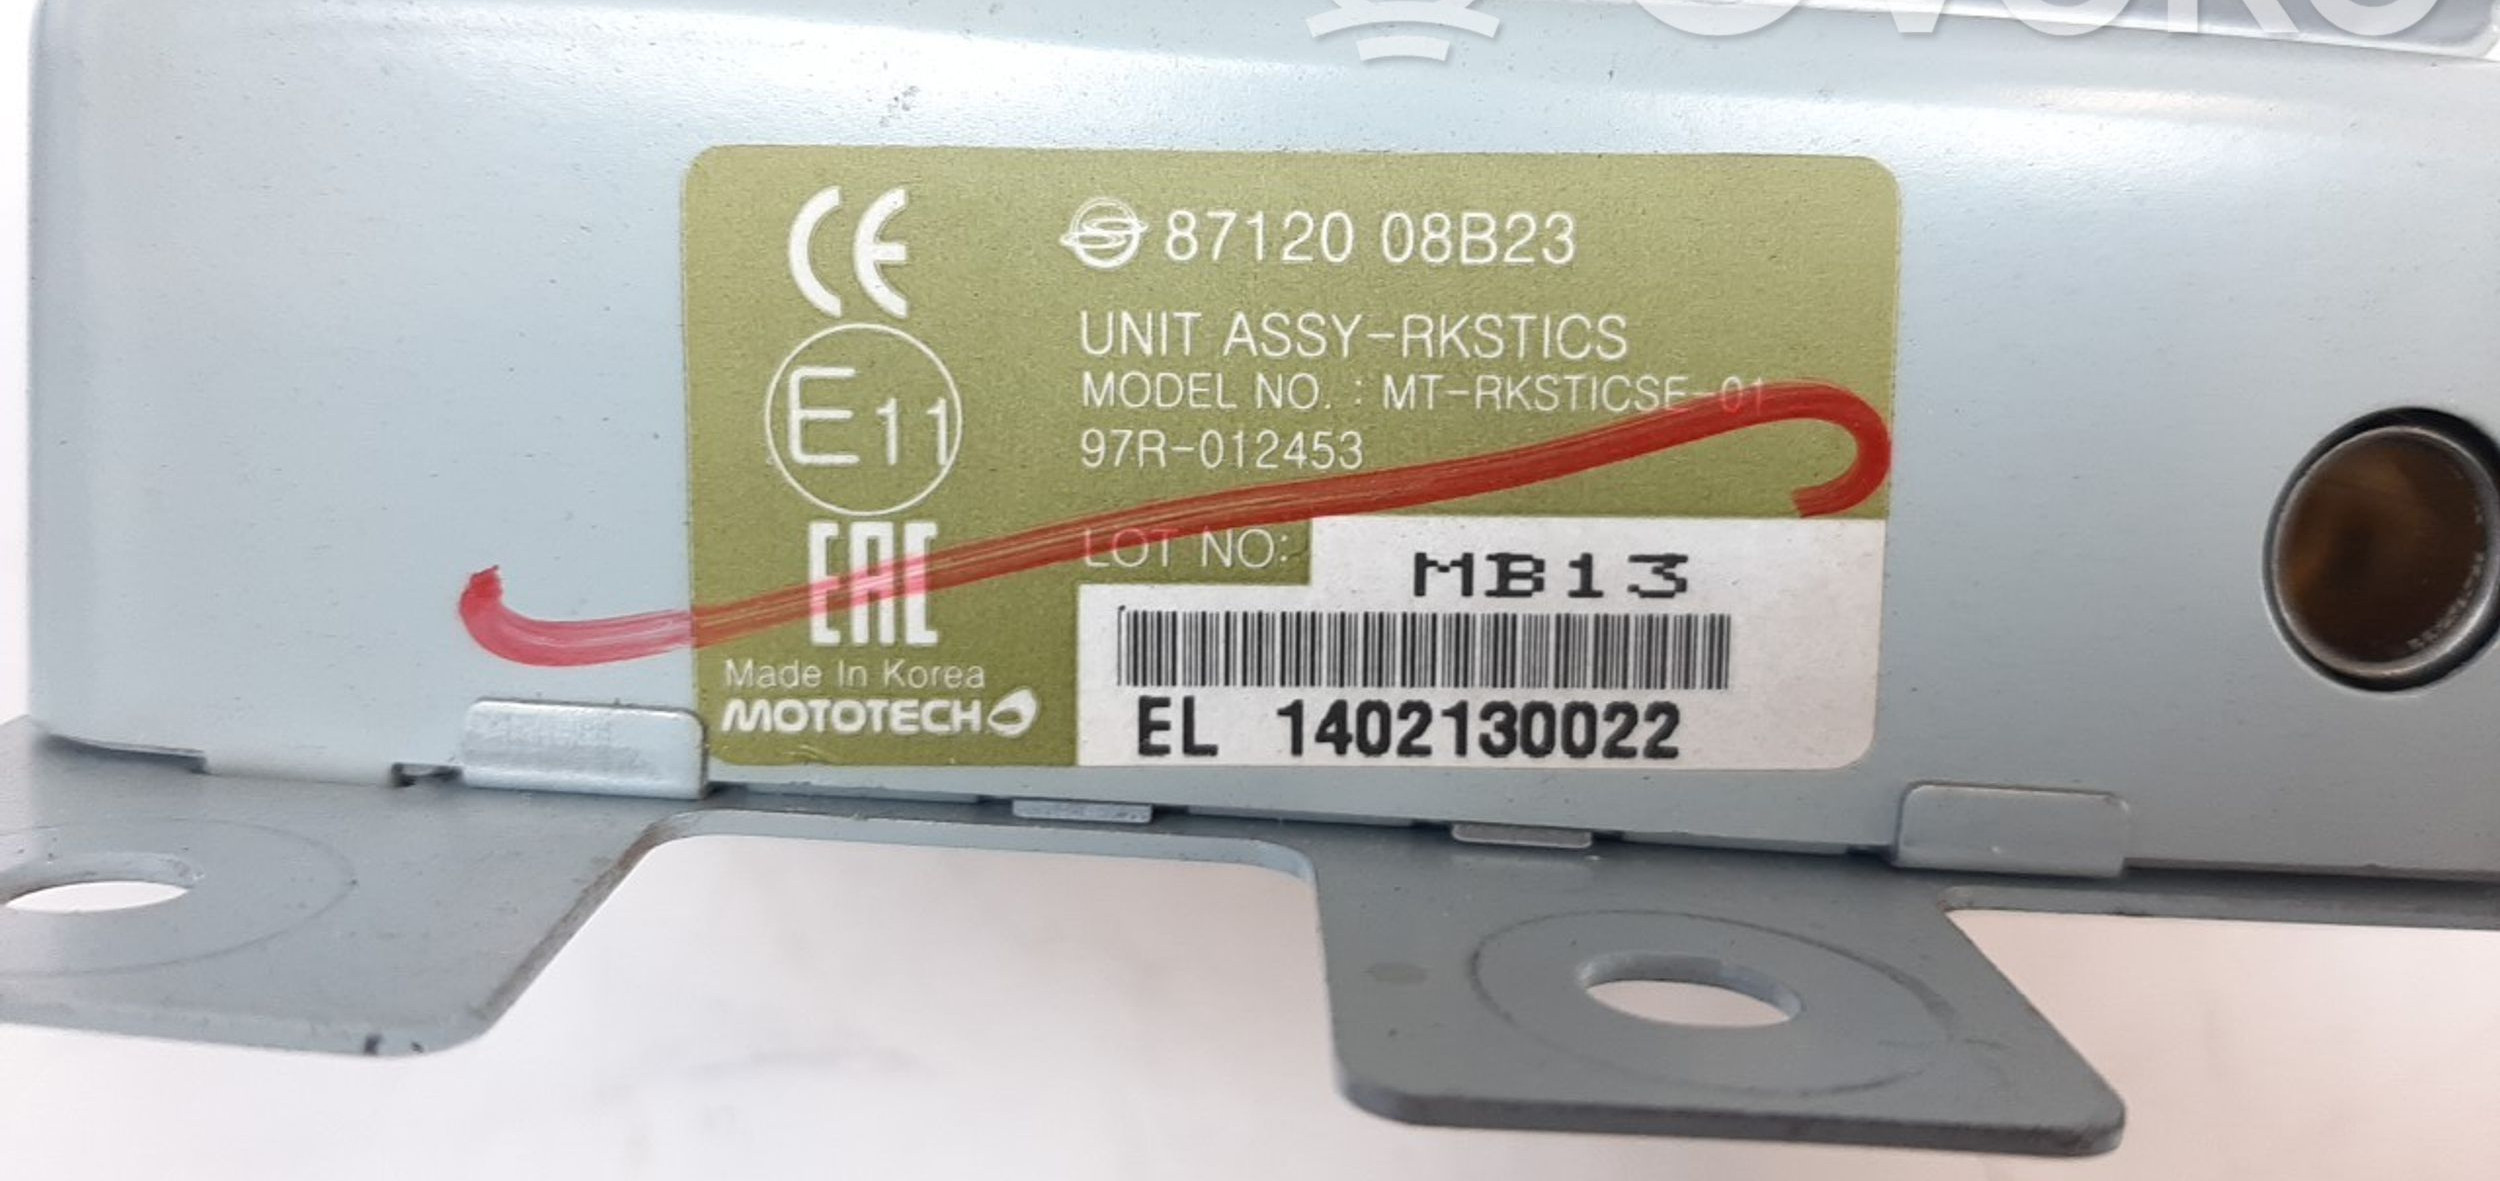 CE
87120 08B23
UNIT ASSY-RKSTICS
MODEL NO. : MT-RKSTICSE-01
E11
97R-012453
EAC
LOT NO:
MB13
Made In Korea
MOTOTECH
EL 1402130022